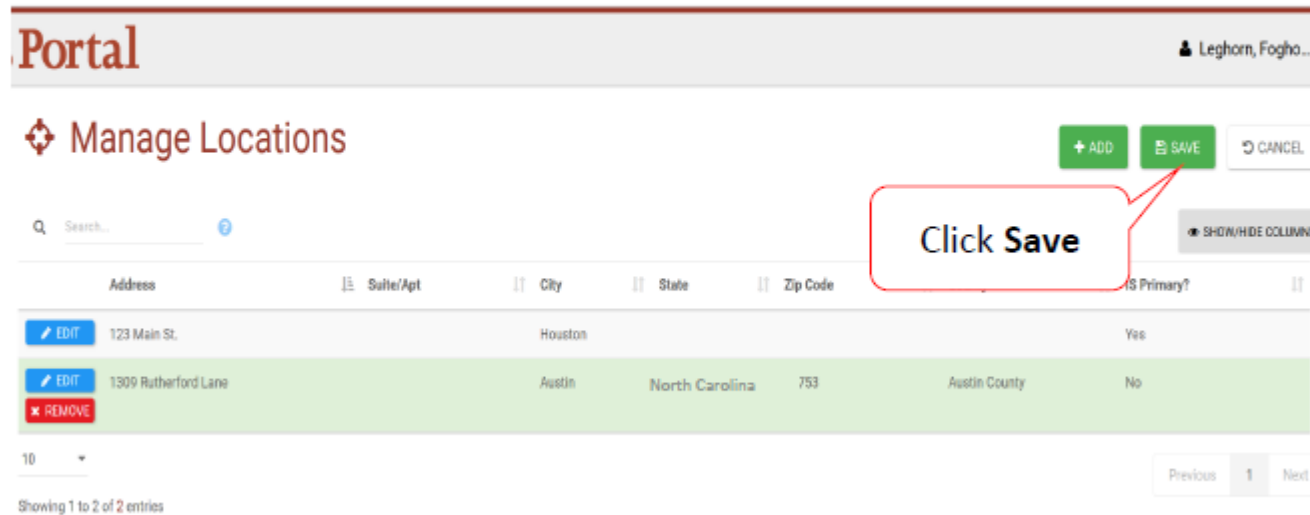 Portal
Leghorn, Fogho...
Manage Locations
+ ADD SAVE CANCEL
Search...
Click Save
SHOW/HIDE COLUMN
Address Suite/Apt City State Zip Code IS Primary?
EDIT 123 Main St. Houston Yes
EDIT 1309 Rutherford Lane Austin North Carolina 753 Austin County No
REMOVE
10
Previous 1 Next
Showing 1 to 2 of 2 entries